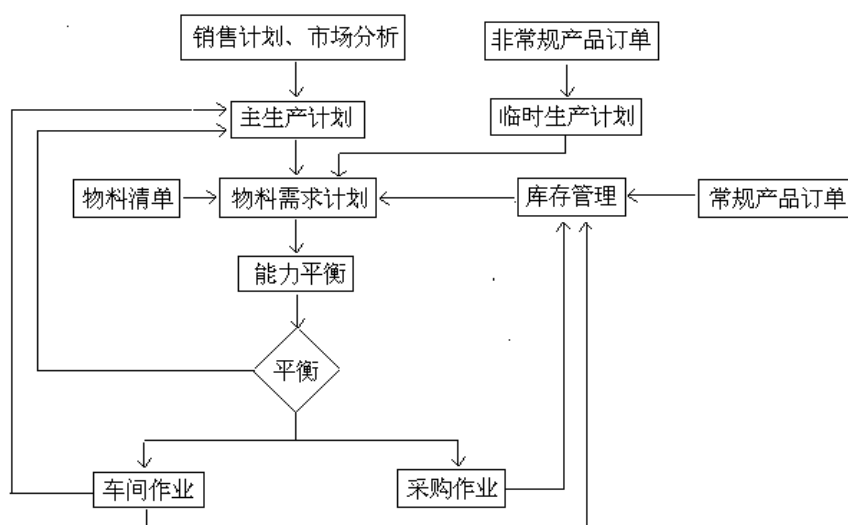 销售计划、市场分析
非常规产品订单
主生产计划
临时生产计划
物料清单
物料需求计划
库存管理
常规产品订单
能力平衡
平衡
车间作业
采购作业